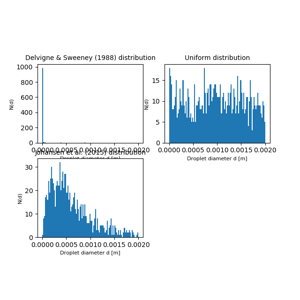 Delvigne & Sweeney (1988) distribution
1000
800
600
400
200
0
N(d)
0.0000 0.0005 0.0010 0.0015 0.0020
Droplet diameter d [m]
Uniform distribution
15
10
5
0
N(d)
0.0000 0.0005 0.0010 0.0015 0.0020
Droplet diameter d [m]
Johansen et al. (2015) distribution
30
20
10
0
N(d)
0.0000 0.0005 0.0010 0.0015 0.0020
Droplet diameter d [m]